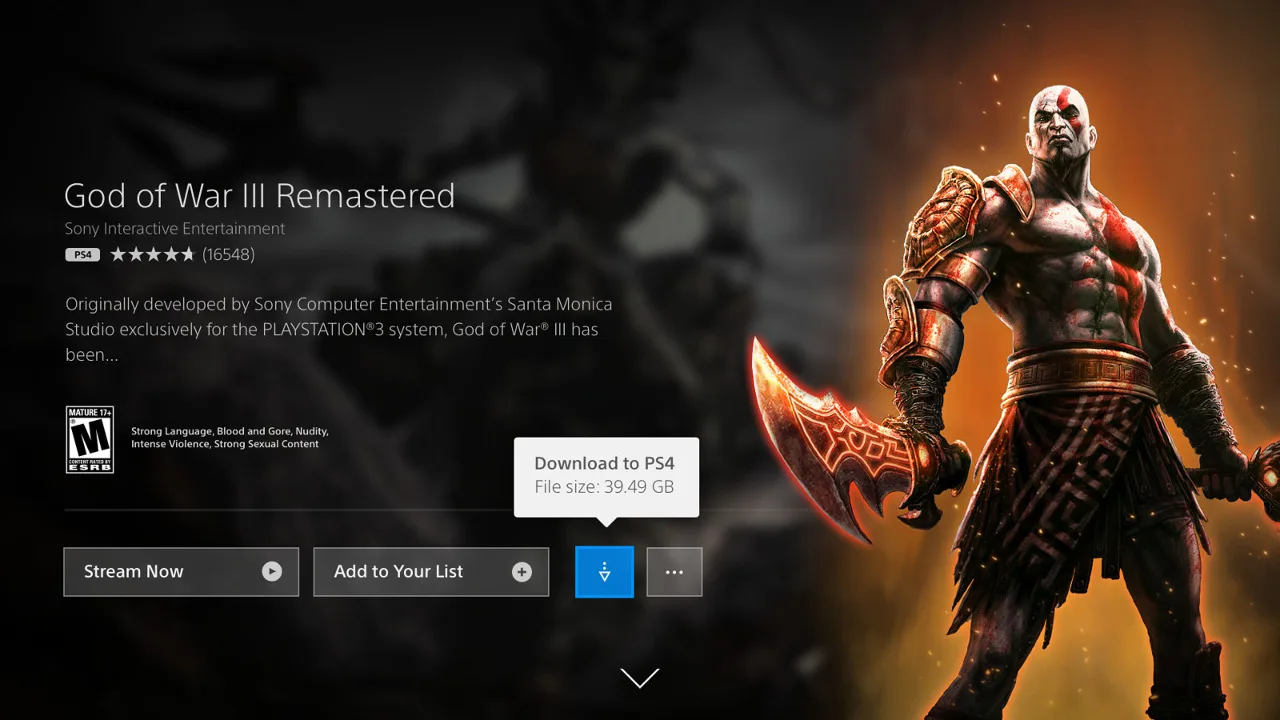 God of War III Remastered
Sony Interactive Entertainment
PS4 (16548)
Originally developed by Sony Computer Entertainment's Santa Monica
Studio exclusively for the PLAYSTATION®3 system, God of War® III has
been...
MATURE 17+
M
®
CONTENT RATED BY
ESRB
Strong Language, Blood and Gore, Nudity,
Intense Violence, Strong Sexual Content
Download to PS4
File size: 39.49 GB
Stream Now
Add to Your List